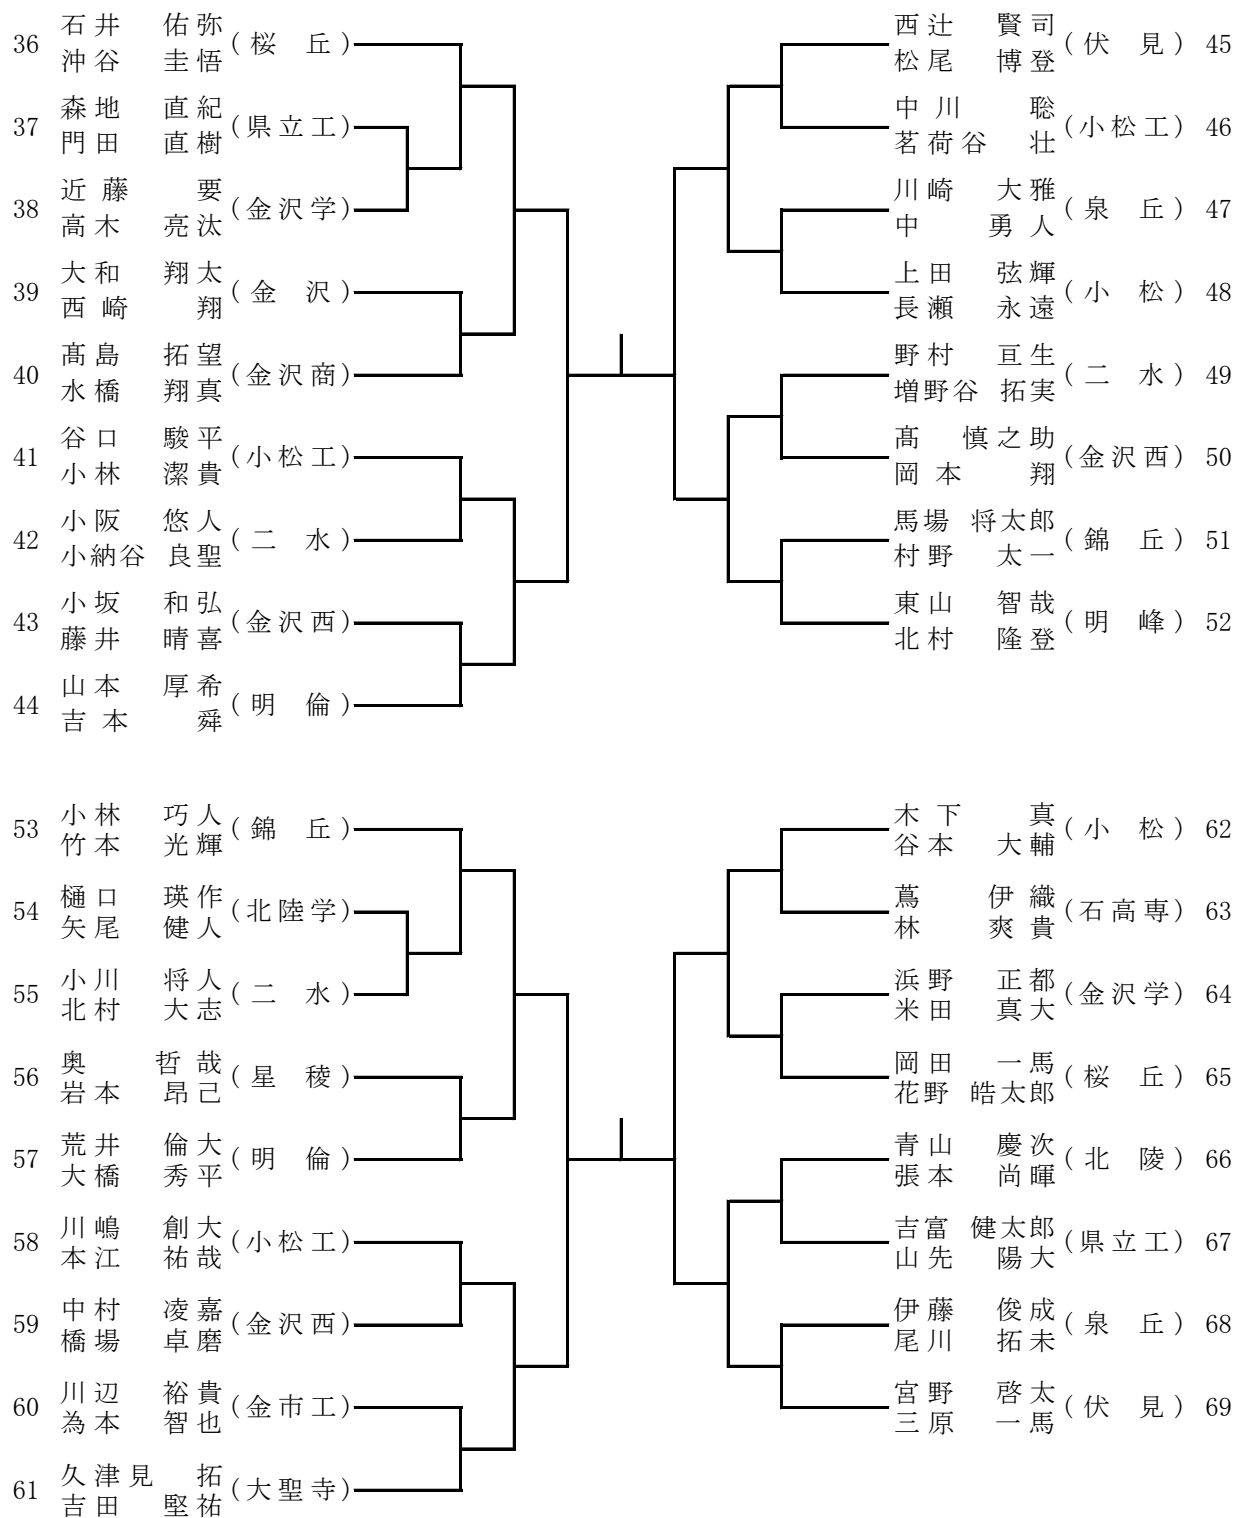 36 石井 佑弥 (桜 丘)
沖谷 圭悟
37 森地 直紀 (県立工)
門田 直樹
38 近藤 要 (金沢学)
高木 亮汰
39 大和 翔太 (金 沢)
西崎 翔
40 髙島 拓望 (金沢商)
水橋 翔真
41 谷口 駿平 (小松工)
小林 潔貴
42 小阪 悠人 (二 水)
小納谷 良聖
43 小坂 和弘 (金沢西)
藤井 晴喜
44 山本 厚希 (明 倫)
吉本 舜
西辻 賢司 (伏 見) 45
松尾 博登
中川 聡 (小松工) 46
茗荷谷 壮
川崎 大雅 (泉 丘) 47
中 勇人
上田 弦輝 (小 松) 48
長瀬 永遠
野村 亘生 (二 水) 49
増野谷 拓実
髙 慎之助 (金沢西) 50
岡本 翔
馬場 将太郎 (錦 丘) 51
村野 太一
東山 智哉 (明 峰) 52
北村 隆登
53 小林 巧人 (錦 丘)
竹本 光輝
54 樋口 瑛作 (北陸学)
矢尾 健人
55 小川 将人 (二 水)
北村 大志
56 奥 哲哉 (星 稜)
岩本 昂己
57 荒井 倫大 (明 倫)
大橋 秀平
58 川嶋 創大 (小松工)
本江 祐哉
59 中村 凌嘉 (金沢西)
橋場 卓磨
60 川辺 裕貴 (金市工)
為本 智也
61 久津見 拓 (大聖寺)
吉田 堅祐
木下 真 (小 松) 62
谷本 大輔
蔦 伊織 (石高専) 63
林 爽貴
浜野 正都 (金沢学) 64
米田 真大
岡田 一馬 (桜 丘) 65
花野 皓太郎
青山 慶次 (北 陵) 66
張本 尚暉
吉富 健太郎 (県立工) 67
山先 陽大
伊藤 俊成 (泉 丘) 68
尾川 拓未
宮野 啓太 (伏 見) 69
三原 一馬